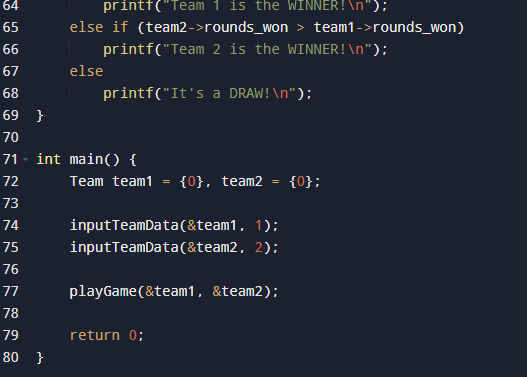 64 printf("Team 1 is the WINNER!\n");
65 else if (team2->rounds_won > team1->rounds_won)
66 printf("Team 2 is the WINNER!\n");
67 else
68 printf("It's a DRAW!\n");
69 }
70
71 int main() {
72 Team team1 = {0}, team2 = {0};
73
74 inputTeamData(&team1, 1);
75 inputTeamData(&team2, 2);
76
77 playGame(&team1, &team2);
78
79 return 0;
80 }